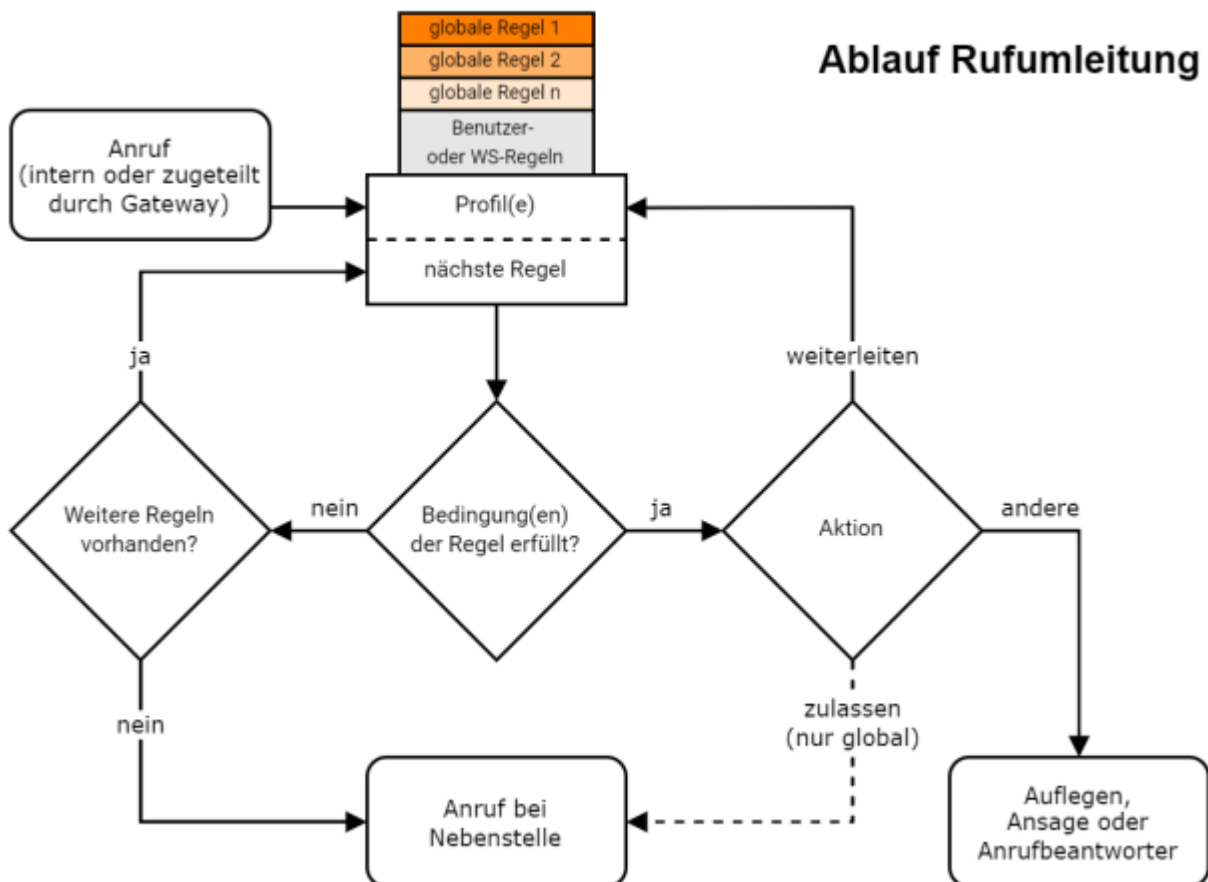 globale Regel 1
globale Regel 2
globale Regel n
Benutzer-
oder WS-Regeln
Ablauf Rufumleitung
Anruf
(intern oder zugeteilt
durch Gateway)
Profil(e)
nächste Regel
ja
weiterleiten
Weitere Regeln
vorhanden?
nein
Bedingung(en)
der Regel erfüllt?
ja
Aktion
andere
nein
zulassen
(nur global)
Anruf bei
Nebenstelle
Auflegen,
Ansage oder
Anrufbeantworter